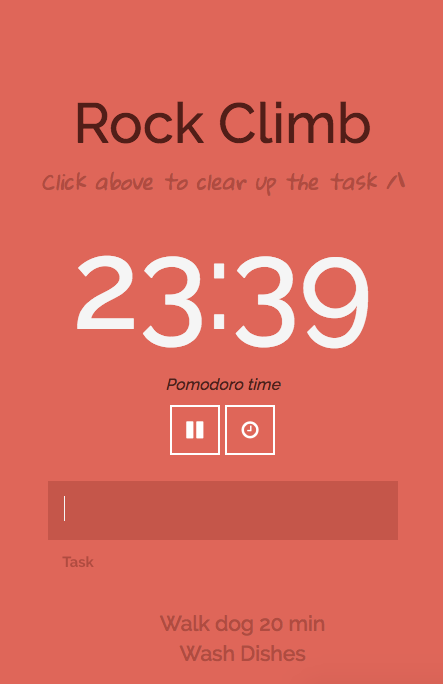 Rock Climb
Click above to clear up the task /\
23:39
Pomodoro time
Task
Walk dog 20 min
Wash Dishes